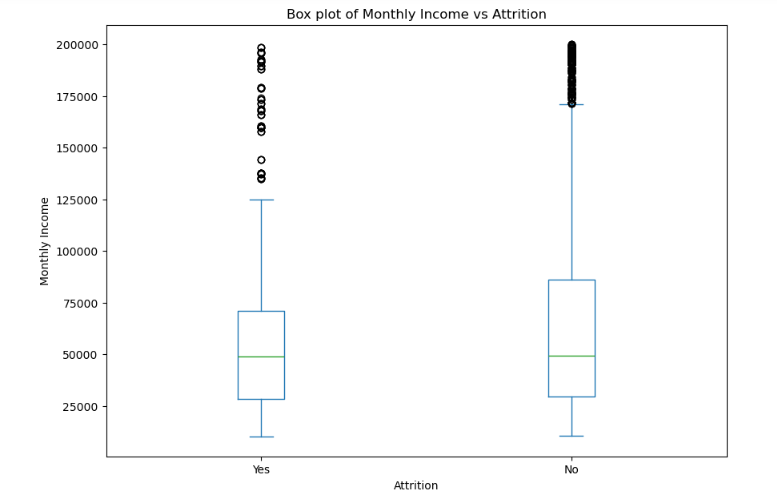 Box plot of Monthly Income vs Attrition
200000
175000
150000
125000
100000
75000
50000
25000
Monthly Income
Yes
No
Attrition